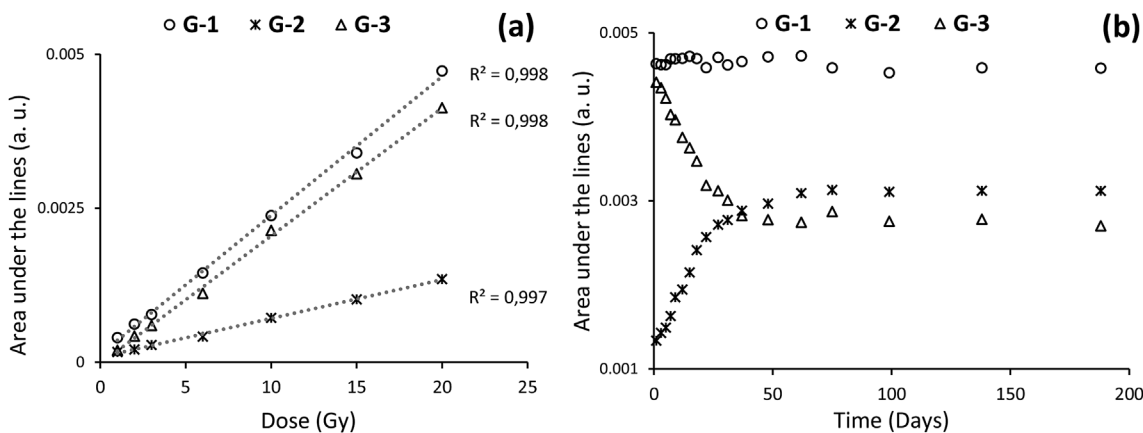 ○ G-1 ж G-2 △ G-3
(a)
Area under the lines (a. u.)
0.005
0.0025
0
R² = 0,998
R² = 0,998
R² = 0,997
0 5 10 15 20 25
Dose (Gy)
○ G-1 ж G-2 △ G-3
(b)
Area under the lines (a. u.)
0.005
0.003
0.001
0 50 100 150 200
Time (Days)